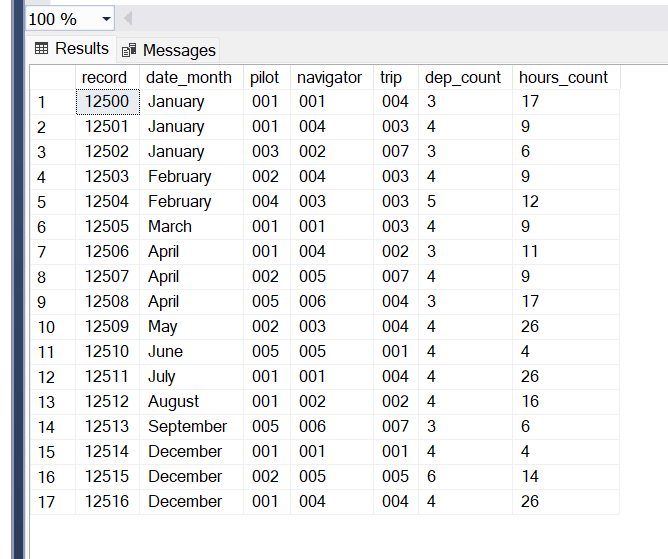 100 %
Results Messages
record date_month pilot navigator trip dep_count hours_count
1 12500 January 001 001 004 3 17
2 12501 January 001 004 003 4 9
3 12502 January 003 002 007 3 6
4 12503 February 002 004 003 4 9
5 12504 February 004 003 003 5 12
6 12505 March 001 001 003 4 9
7 12506 April 001 004 002 3 11
8 12507 April 002 005 007 4 9
9 12508 April 005 006 004 3 17
10 12509 May 002 003 004 4 26
11 12510 June 005 005 001 4 4
12 12511 July 001 001 004 4 26
13 12512 August 001 002 002 4 16
14 12513 September 005 006 007 3 6
15 12514 December 001 001 001 4 4
16 12515 December 002 005 005 6 14
17 12516 December 001 004 004 4 26